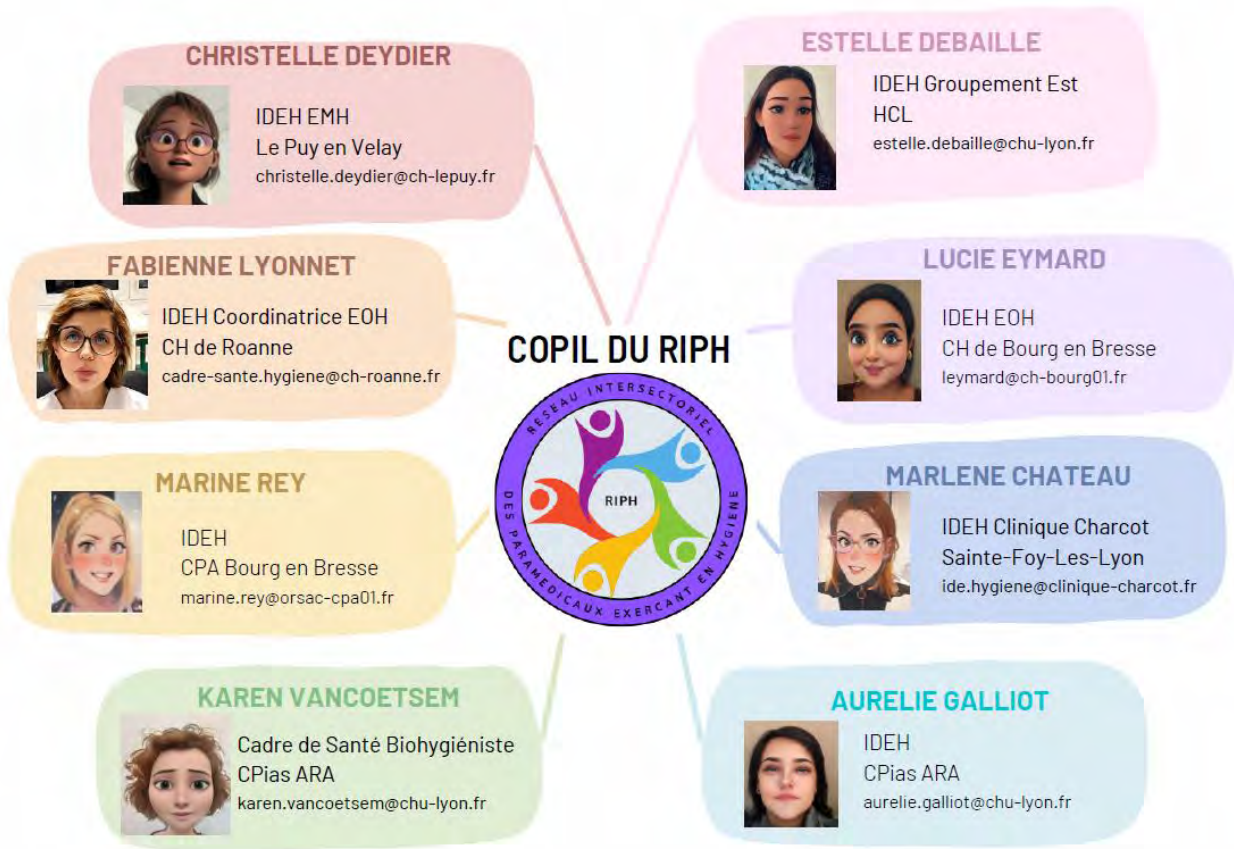 CHRISTELLE DEYDIER
IDEH EMH
Le Puy en Velay
christelle.deydier@ch-lepuy.fr
ESTELLE DEBAILLE
IDEH Groupement Est
HCL
estelle.debaille@chu-lyon.fr
FABIENNE LYONNET
IDEH Coordinatrice EOH
CH de Roanne
cadre-sante.hygiene@ch-roanne.fr
LUCIE EYMARD
IDEH EOH
CH de Bourg en Bresse
leymard@ch-bourg01.fr
COPIL DU RIPH
RESEAU INTERSECTORIEL
DES PARAMEDICAUX EXERCANT EN HYGIENE
RIPH
MARINE REY
IDEH
CPA Bourg en Bresse
marine.rey@orsac-cpa01.fr
MARLENE CHATEAU
IDEH Clinique Charcot
Sainte-Foy-Les-Lyon
ide.hygiene@clinique-charcot.fr
KAREN VANCOETSEM
Cadre de Santé Biohygiéniste
CPias ARA
karen.vancoetsem@chu-lyon.fr
AURELIE GALLIOT
IDEH
CPias ARA
aurelie.galliot@chu-lyon.fr